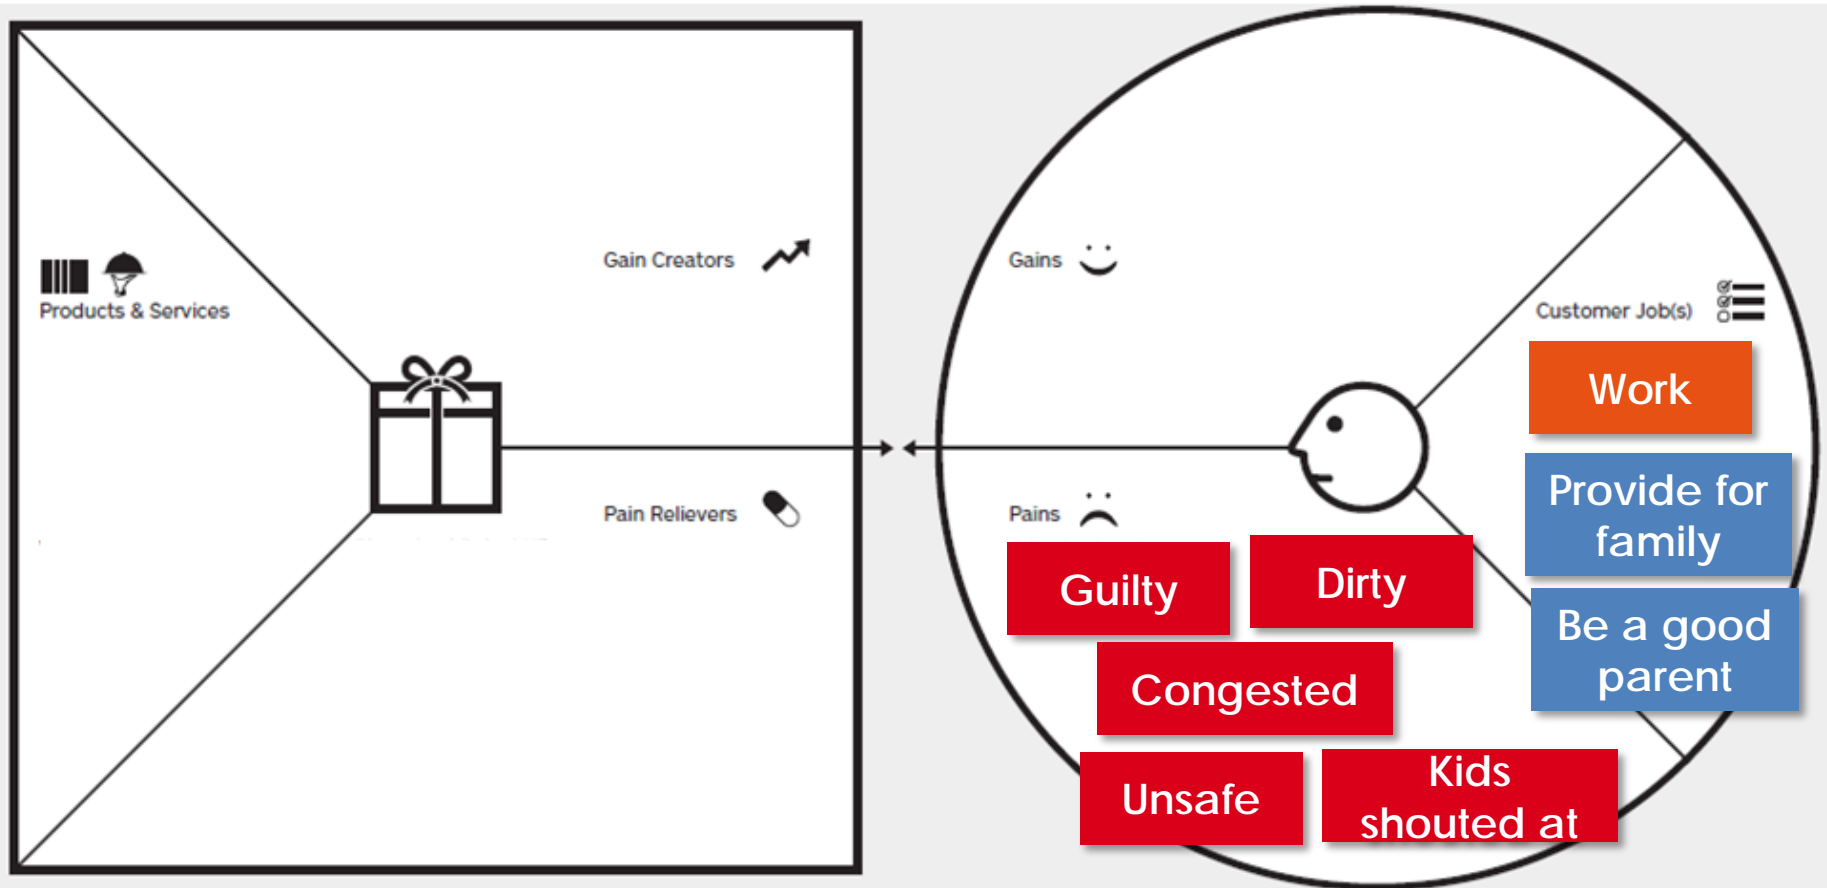 Products & Services
Gain Creators
Pain Relievers
Gains
Pains
Customer Job(s)
Work
Provide for
family
Be a good
parent
Guilty
Dirty
Congested
Unsafe
Kids
shouted at